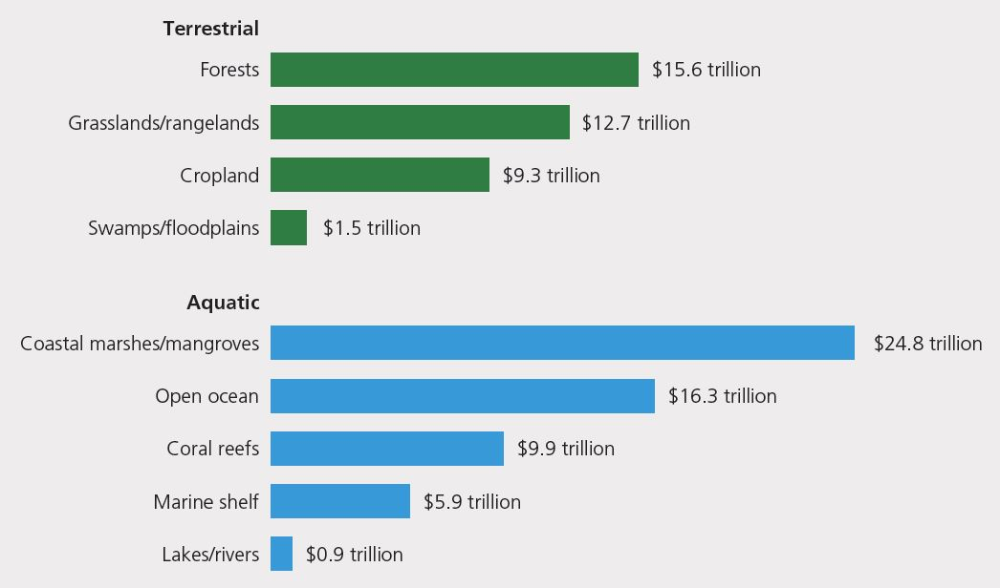 Terrestrial
Forests $15.6 trillion
Grasslands/rangelands $12.7 trillion
Cropland $9.3 trillion
Swamps/floodplains $1.5 trillion
Aquatic
Coastal marshes/mangroves $24.8 trillion
Open ocean $16.3 trillion
Coral reefs $9.9 trillion
Marine shelf $5.9 trillion
Lakes/rivers $0.9 trillion